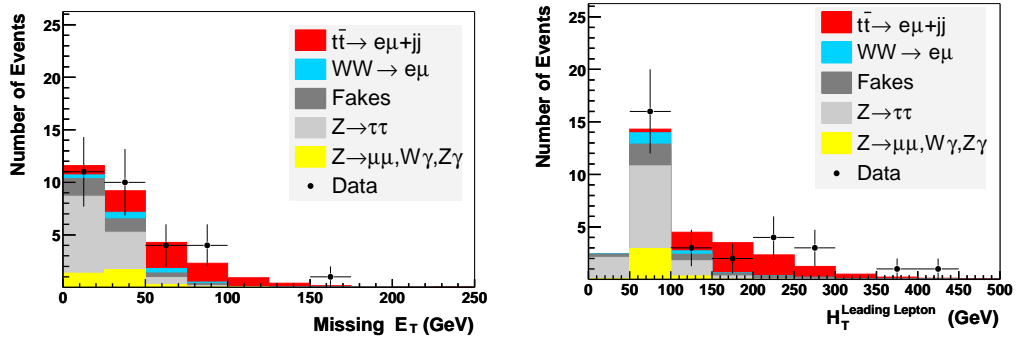 Number of Events
25
20
15
10
5
tt̄→ eμ+jj
WW → eμ
Fakes
Z→ττ
Z→μμ,Wγ,Zγ
Data
0 50 100 150 200 250
Missing E_T (GeV)
Number of Events
25
20
15
10
5
tt̄→ eμ+jj
WW → eμ
Fakes
Z→ττ
Z→μμ,Wγ,Zγ
Data
0 50 100 150 200 250 300 350 400 450 500
H_T^Leading Lepton (GeV)